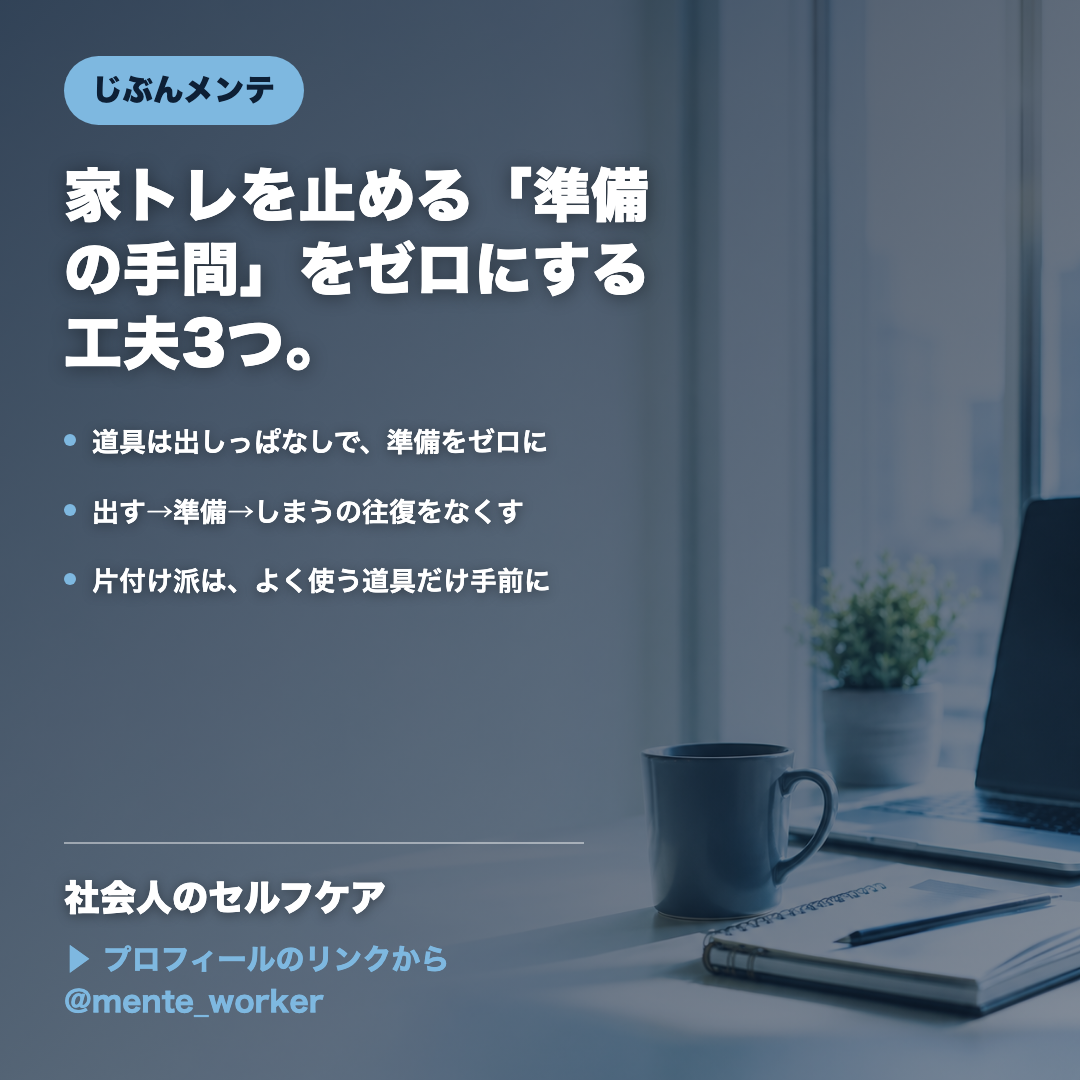 じぶんメンテ
家トレを止める「準備
の手間」をゼロにする
工夫3つ。
• 道具は出しっぱなしで、準備をゼロに
• 出す→準備→しまうの往復をなくす
• 片付け派は、よく使う道具だけ手前に
社会人のセルフケア
▶ プロフィールのリンクから
@mente_worker